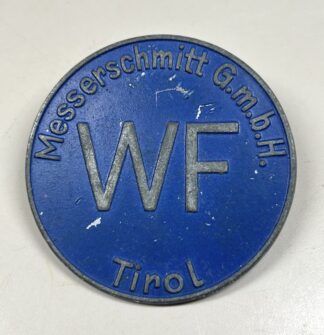 Messerschmitt G.m.b.H.
WF
Tirol